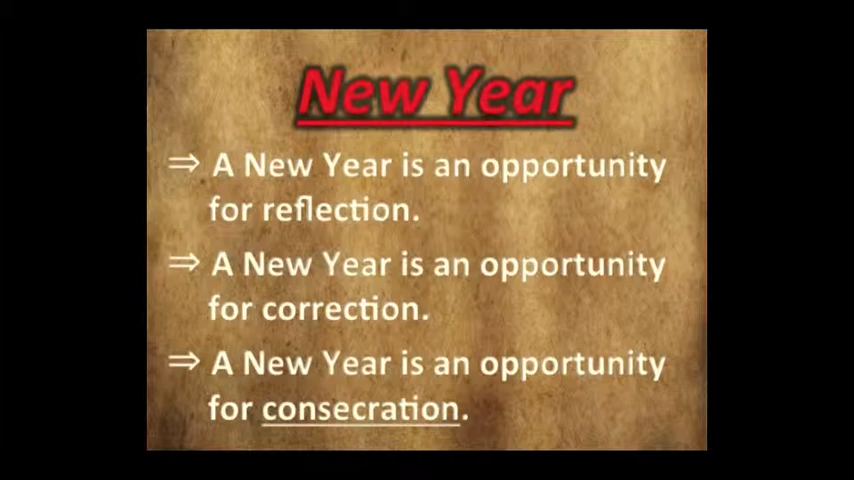 New Year
⇒ A New Year is an opportunity
for reflection.
⇒ A New Year is an opportunity
for correction.
⇒ A New Year is an opportunity
for consecration.